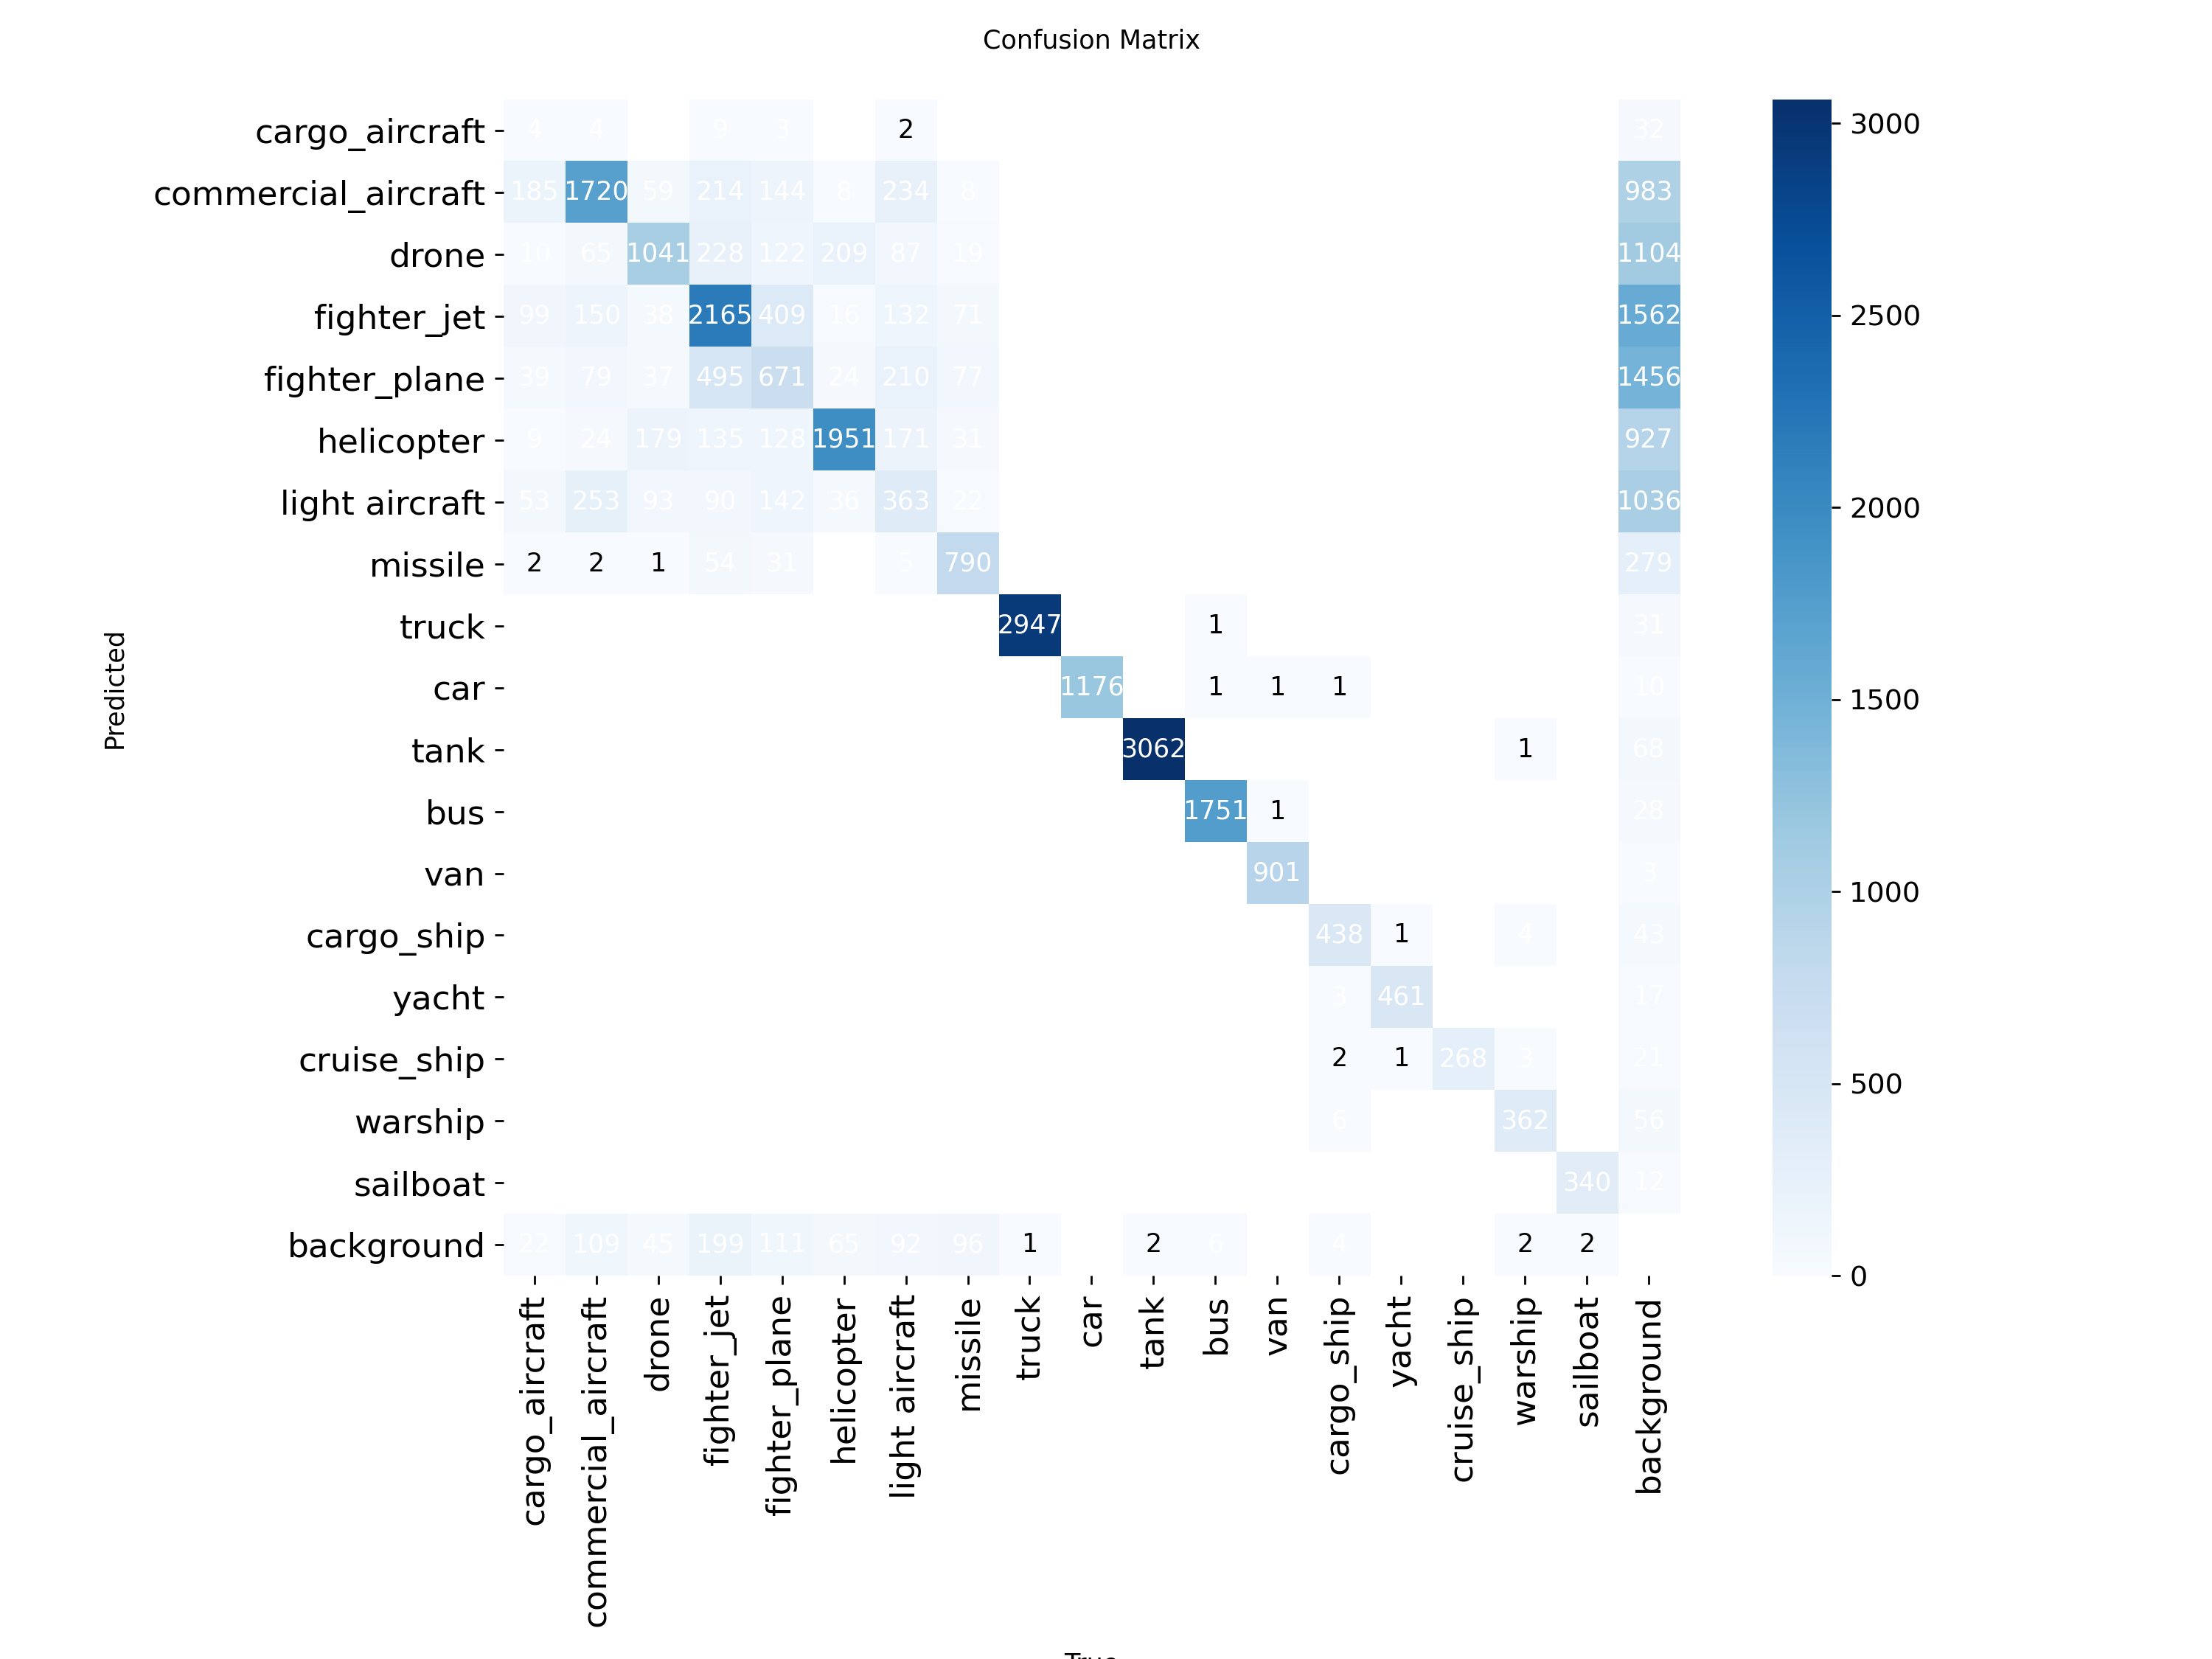 Confusion Matrix
cargo_aircraft 4 4 9 3 2 32
commercial_aircraft 185 1720 59 214 144 8 234 8 983
drone 10 65 1041 228 122 209 87 19 1104
fighter_jet 99 150 38 2165 409 16 132 71 1562
fighter_plane 39 79 37 495 671 24 210 77 1456
helicopter 9 24 179 135 128 1951 171 31 927
light aircraft 53 253 93 90 142 36 363 22 1036
missile 2 2 1 54 31 5 790 279
truck 2947 1 31
car 1176 1 1 1 10
tank 3062 1 68
bus 1751 1 28
van 901 3
cargo_ship 438 1 4 43
yacht 3 461 17
cruise_ship 2 1 268 3 21
warship 6 362 56
sailboat 340 12
background 22 109 45 199 111 65 92 96 1 2 6 4 2 2
Predicted
cargo_aircraft
commercial_aircraft
drone
fighter_jet
fighter_plane
helicopter
light aircraft
missile
truck
car
tank
bus
van
cargo_ship
yacht
cruise_ship
warship
sailboat
background
True
3000
2500
2000
1500
1000
500
0